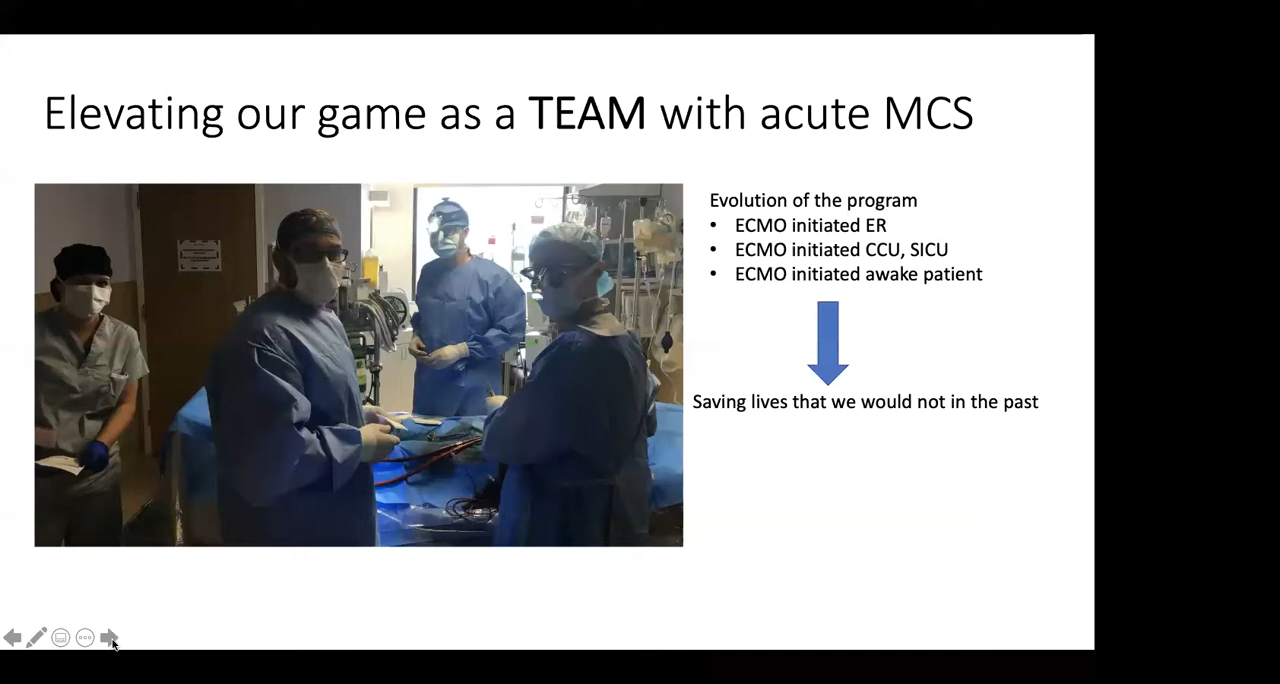 Elevating our game as a TEAM with acute MCS
Evolution of the program
• ECMO initiated ER
• ECMO initiated CCU, SICU
• ECMO initiated awake patient
Saving lives that we would not in the past